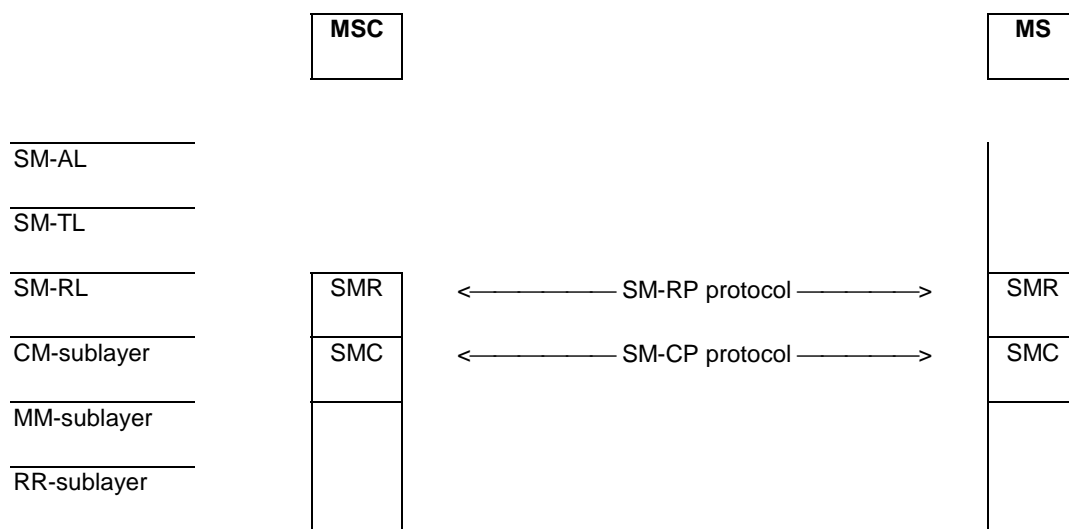 MSC MS
SM-AL
SM-TL
SM-RL SMR <————— SM-RP protocol —————> SMR
CM-sublayer SMC <————— SM-CP protocol —————> SMC
MM-sublayer
RR-sublayer